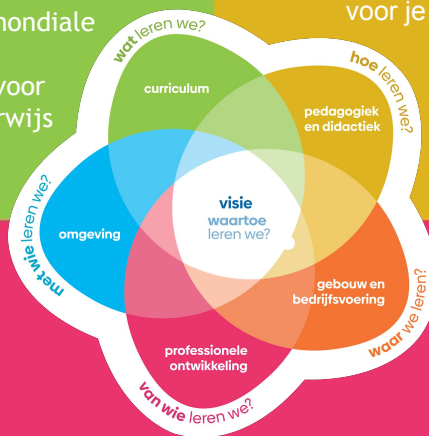 mondiale
voor
rwijs
voor je
wat leren we?
curriculum
hoe leren we?
pedagogiek
en didactiek
met wie leren we?
omgeving
visie
waartoe
leren we?
gebouw en
bedrijfsvoering
waar we leren?
professionele
ontwikkeling
van wie leren we?